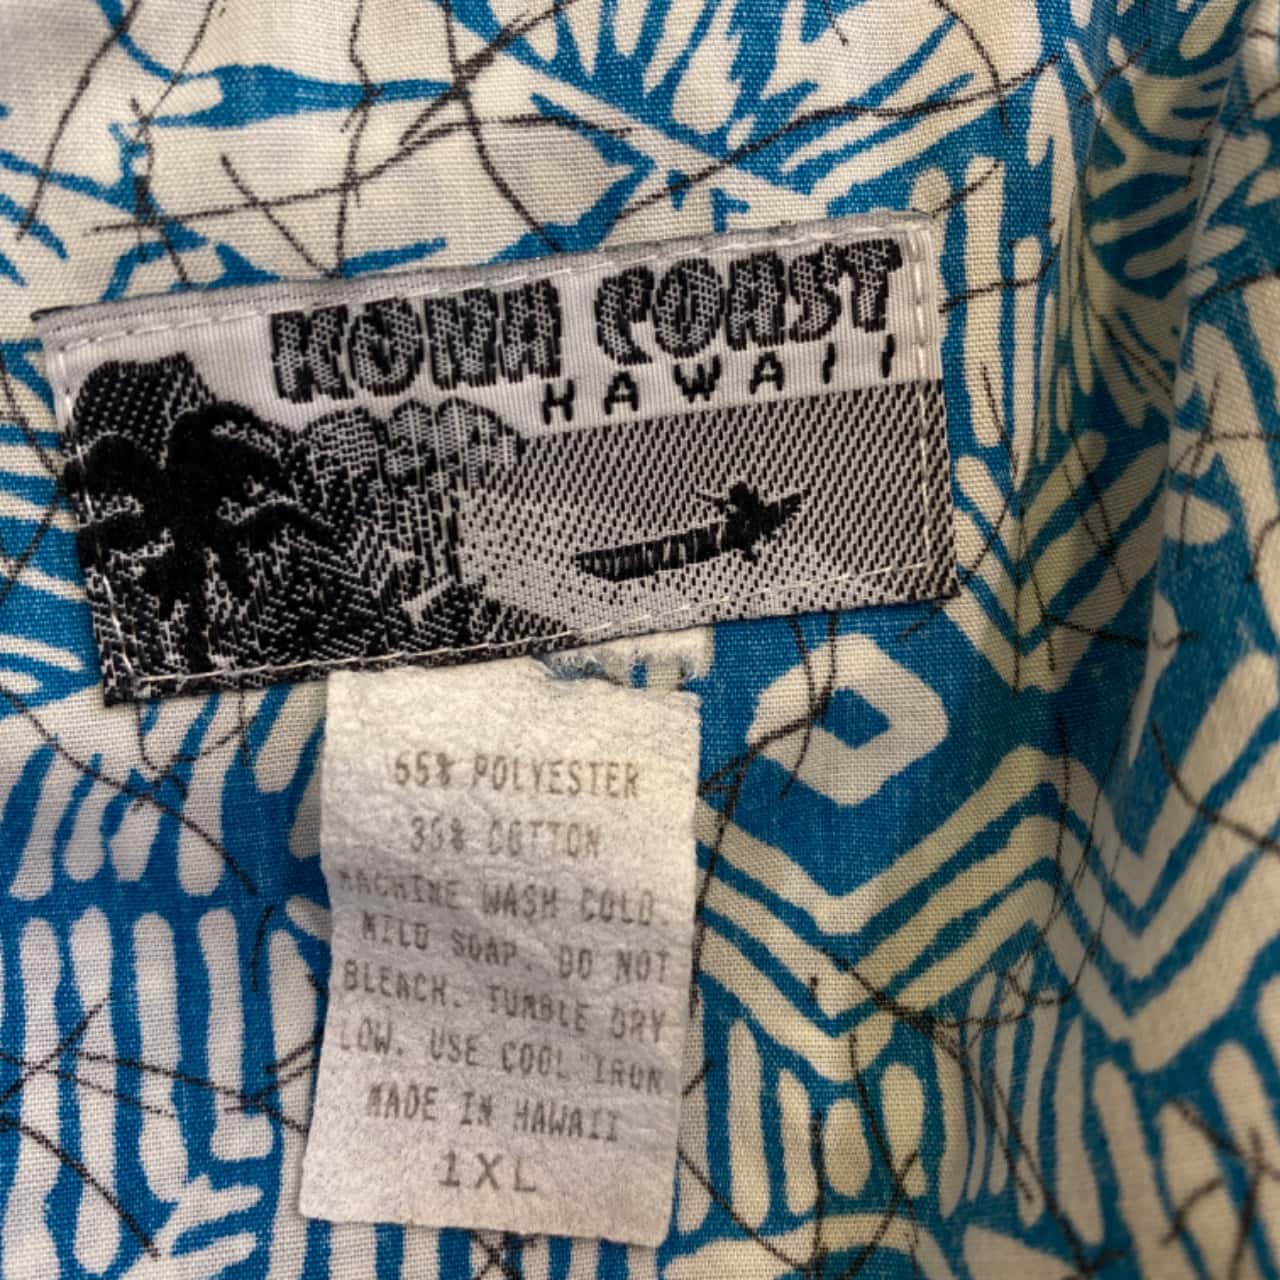 KONA COAST
HAWAII
65% POLYESTER
35% COTTON
MACHINE WASH COLD.
MILD SOAP. DO NOT
BLEACH. TUMBLE DRY
LOW. USE COOL IRON
MADE IN HAWAII
1XL